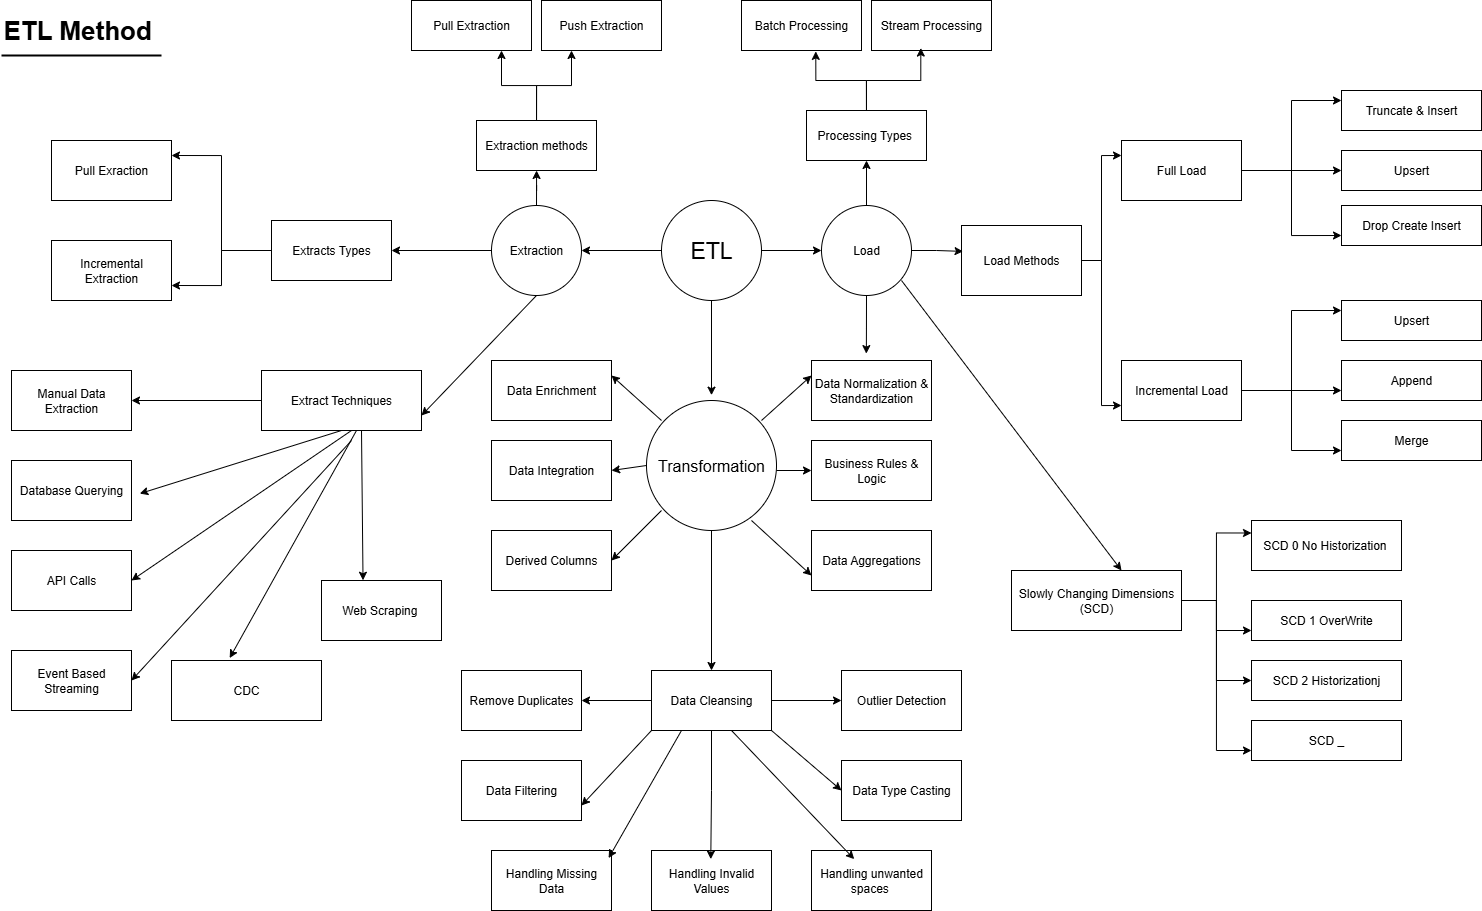 ETL Method
Pull Extraction
Push Extraction
Batch Processing
Stream Processing
Extraction methods
Processing Types
Truncate & Insert
Pull Exraction
Full Load
Upsert
Drop Create Insert
Extracts Types
Extraction
ETL
Load
Load Methods
Incremental
Extraction
Upsert
Manual Data
Extraction
Extract Techniques
Data Enrichment
Data Normalization &
Standardization
Incremental Load
Append
Merge
Database Querying
Data Integration
Transformation
Business Rules &
Logic
API Calls
Derived Columns
Data Aggregations
SCD 0 No Historization
Web Scraping
Slowly Changing Dimensions
(SCD)
SCD 1 OverWrite
Event Based
Streaming
CDC
SCD 2 Historizationj
Remove Duplicates
Data Cleansing
Outlier Detection
SCD _
Data Filtering
Data Type Casting
Handling Missing
Data
Handling Invalid
Values
Handling unwanted
spaces